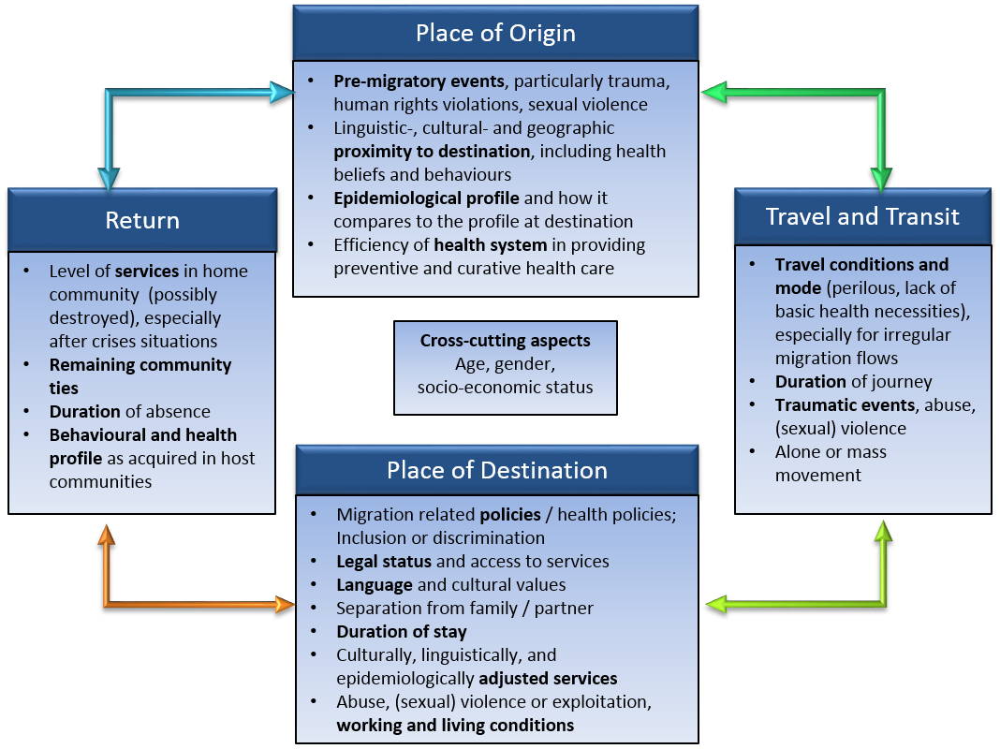 Place of Origin
• Pre-migratory events, particularly trauma,
human rights violations, sexual violence
• Linguistic-, cultural- and geographic
proximity to destination, including health
beliefs and behaviours
• Epidemiological profile and how it
compares to the profile at destination
• Efficiency of health system in providing
preventive and curative health care
Return
• Level of services in home
community (possibly
destroyed), especially
after crises situations
• Remaining community
ties
• Duration of absence
• Behavioural and health
profile as acquired in host
communities
Travel and Transit
• Travel conditions and
mode (perilous, lack of
basic health necessities),
especially for irregular
migration flows
• Duration of journey
• Traumatic events, abuse,
(sexual) violence
• Alone or mass
movement
Cross-cutting aspects
Age, gender,
socio-economic status
Place of Destination
• Migration related policies / health policies;
Inclusion or discrimination
• Legal status and access to services
• Language and cultural values
• Separation from family / partner
• Duration of stay
• Culturally, linguistically, and
epidemiologically adjusted services
• Abuse, (sexual) violence or exploitation,
working and living conditions